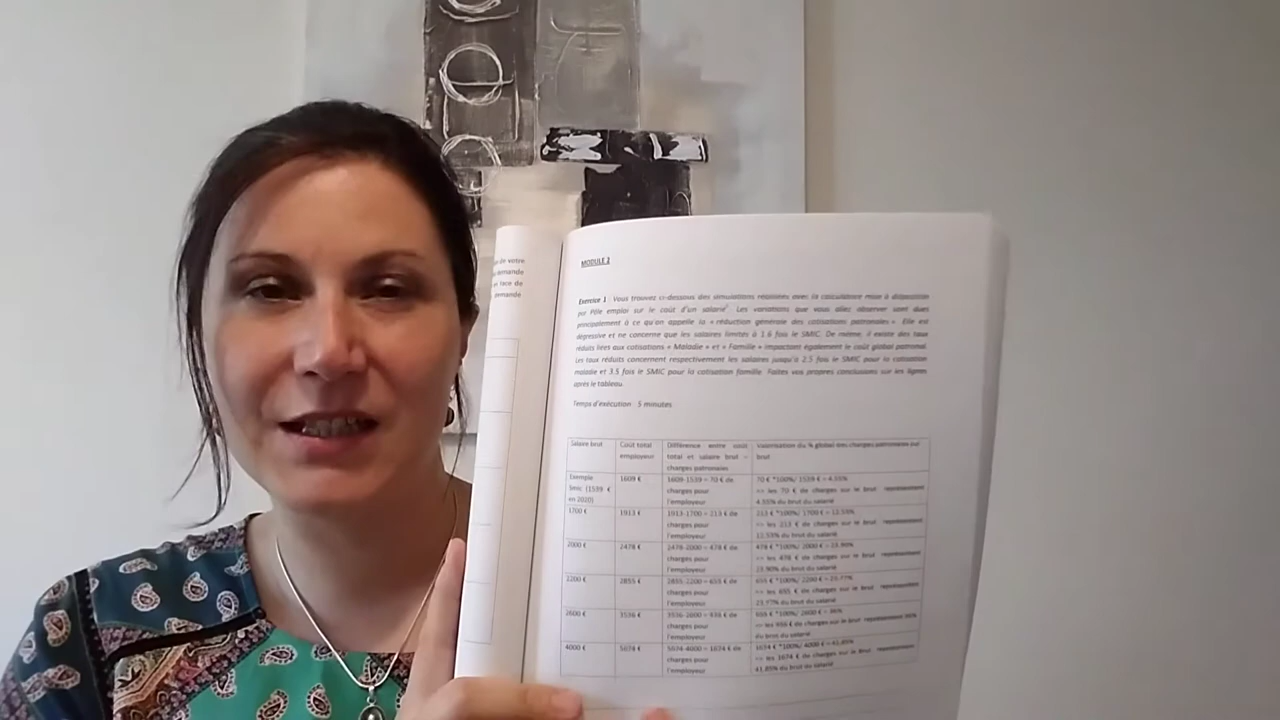 e de votre
demande
en face de
demande
MODULE 2
Exercice 1 : Vous trouvez ci-dessous des simulations réalisées avec la calculatrice mise à disposition
par Pôle emploi sur le coût d'un salarié. Les variations que vous allez observer sont dues
principalement à ce qu'on appelle la « réduction générale des cotisations patronales ». Elle est
dégressive et ne concerne que les salaires limités à 1.6 fois le SMIC. De même, il existe des taux
réduits liées aux cotisations « Maladie » et « Famille » impactant également le coût global patronal.
Les taux réduits concernent respectivement les salaires jusqu'à 2.5 fois le SMIC pour la cotisation
maladie et 3.5 fois le SMIC pour la cotisation famille. Faites vos propres conclusions sur les lignes
après le tableau.
Temps d'exécution 5 minutes
Salaire brut
Coût total
employeur
Différence entre coût
total et salaire brut =
charges patronales
Valorisation du % global des charges patronales sur
brut
Exemple
Smic (1539 €
en 2020)
1609 €
1609-1539 = 70 € de
charges pour
l'employeur
70 € *100%/ 1539 = 4.55%
=> les 70 € de charges sur le brut représentent
4.55% du brut du salarié
1700 €
1913 €
1913-1700 = 213 € de
charges pour
l'employeur
213 € *100%/ 1700 € = 12.53%
=> les 213 € de charges sur le brut représentent
12.53% du brut du salarié
2000 €
2478 €
2478-2000 = 478 € de
charges pour
l'employeur
478 € *100%/ 2000 € = 23.90%
=> les 478 € de charges sur le brut représentent
23.90% du brut du salarié
2200 €
2855 €
2855-2200 = 655 € de
charges pour
l'employeur
655 € *100%/ 2200 € = 29.77%
=> les 655 € de charges sur le brut représentent
29.77% du brut du salarié
2600 €
3536 €
3536-2600 = 936 € de
charges pour
l'employeur
936 € *100%/ 2600 € = 36%
=> les 936 € de charges sur le brut représentent 36%
du brut du salarié
4000 €
5674 €
5674-4000 = 1674 € de
charges pour
l'employeur
1674 € *100%/ 4000 € = 41.85%
=> les 1674 € de charges sur le Brut représentent
41.85% du brut du salarié